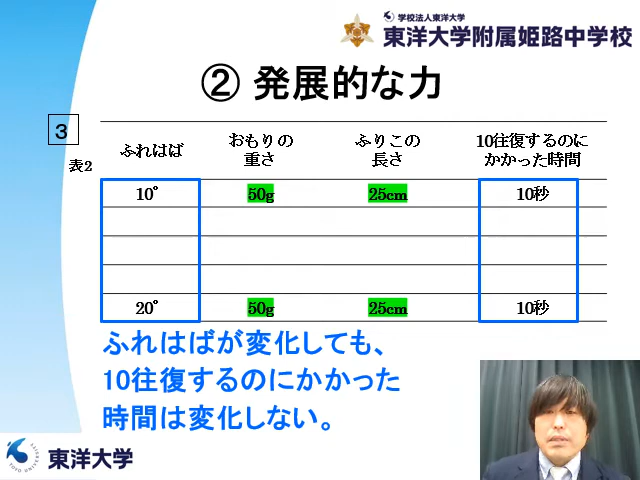 学校法人東洋大学
東洋大学附属姫路中学校
② 発展的な力
3
表2
ふれはば おもりの重さ ふりこの長さ 10往復するのにかかった時間
10° 50g 25cm 10秒
20° 50g 25cm 10秒
ふれはばが変化しても、
10往復するのにかかった
時間は変化しない。
東洋大学